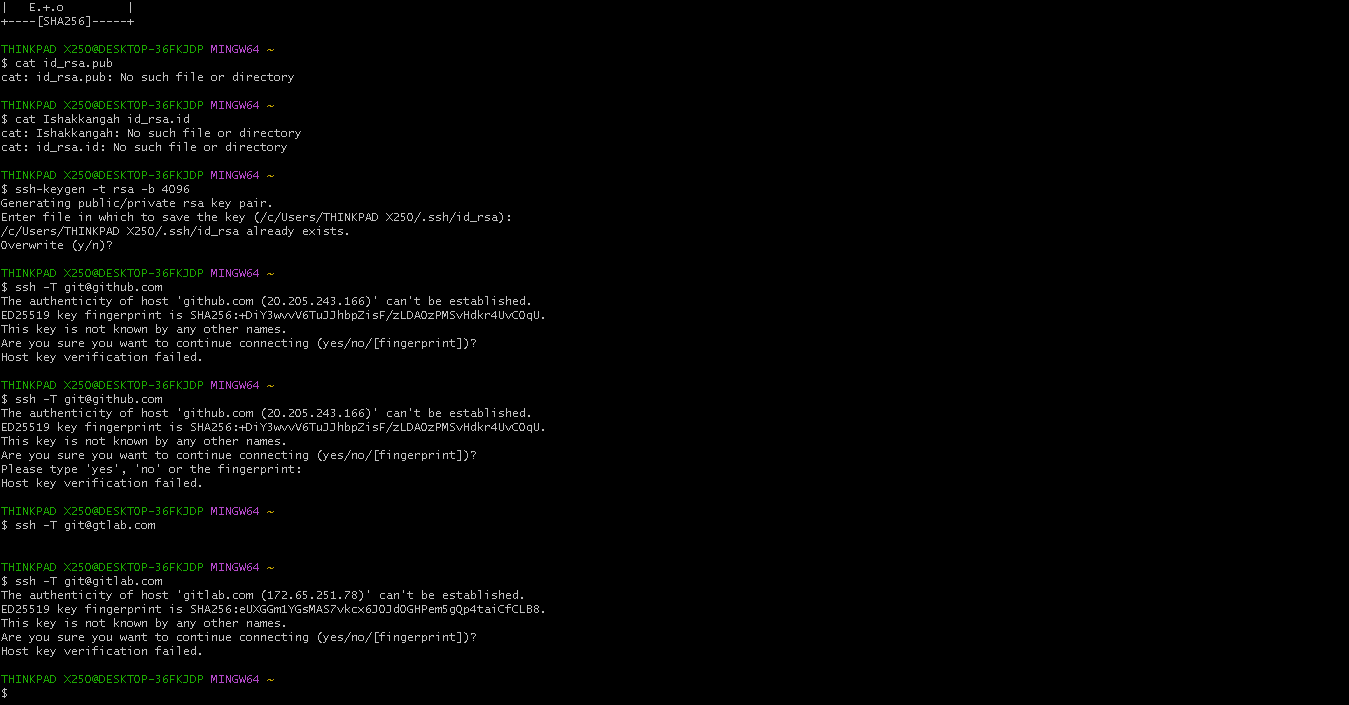 |   E.+.o         |
+----[SHA256]-----+
THINKPAD X250@DESKTOP-36FKJDP MINGW64 ~
$ cat id_rsa.pub
cat: id_rsa.pub: No such file or directory
THINKPAD X250@DESKTOP-36FKJDP MINGW64 ~
$ cat Ishakkangah id_rsa.id
cat: Ishakkangah: No such file or directory
cat: id_rsa.id: No such file or directory
THINKPAD X250@DESKTOP-36FKJDP MINGW64 ~
$ ssh-keygen -t rsa -b 4096
Generating public/private rsa key pair.
Enter file in which to save the key (/c/Users/THINKPAD X250/.ssh/id_rsa):
/c/Users/THINKPAD X250/.ssh/id_rsa already exists.
Overwrite (y/n)?
THINKPAD X250@DESKTOP-36FKJDP MINGW64 ~
$ ssh -T git@github.com
The authenticity of host 'github.com (20.205.243.166)' can't be established.
ED25519 key fingerprint is SHA256:+DiY3wvvV6TuJJhbpZisF/zLDA0zPMSvHdkr4UvCOqU.
This key is not known by any other names.
Are you sure you want to continue connecting (yes/no/[fingerprint])?
Host key verification failed.
THINKPAD X250@DESKTOP-36FKJDP MINGW64 ~
$ ssh -T git@github.com
The authenticity of host 'github.com (20.205.243.166)' can't be established.
ED25519 key fingerprint is SHA256:+DiY3wvvV6TuJJhbpZisF/zLDA0zPMSvHdkr4UvCOqU.
This key is not known by any other names.
Are you sure you want to continue connecting (yes/no/[fingerprint])?
Please type 'yes', 'no' or the fingerprint:
Host key verification failed.
THINKPAD X250@DESKTOP-36FKJDP MINGW64 ~
$ ssh -T git@gtlab.com
THINKPAD X250@DESKTOP-36FKJDP MINGW64 ~
$ ssh -T git@gitlab.com
The authenticity of host 'gitlab.com (172.65.251.78)' can't be established.
ED25519 key fingerprint is SHA256:eUXGGm1YGsMAS7vkcx6JOJdOGHPem5gQp4taiCfCLB8.
This key is not known by any other names.
Are you sure you want to continue connecting (yes/no/[fingerprint])?
Host key verification failed.
THINKPAD X250@DESKTOP-36FKJDP MINGW64 ~
$